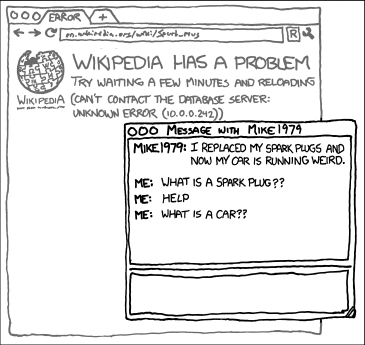 ERROR
en.wikipedia.org/wiki/Spark_plug
R
WIKIPEDIA HAS A PROBLEM
TRY WAITING A FEW MINUTES AND RELOADING
WIKIPEDIA
(CAN'T CONTACT THE DATABASE SERVER:
UNKNOWN ERROR (10.0.0.242))
MESSAGE WITH MIKE1979
MIKE1979: I REPLACED MY SPARK PLUGS AND
NOW MY CAR IS RUNNING WEIRD.
ME: WHAT IS A SPARK PLUG??
ME: HELP
ME: WHAT IS A CAR??